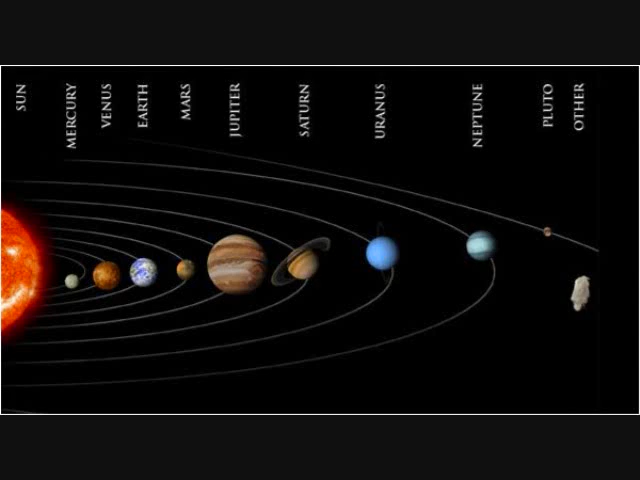 SUN
MERCURY
VENUS
EARTH
MARS
JUPITER
SATURN
URANUS
NEPTUNE
PLUTO
OTHER